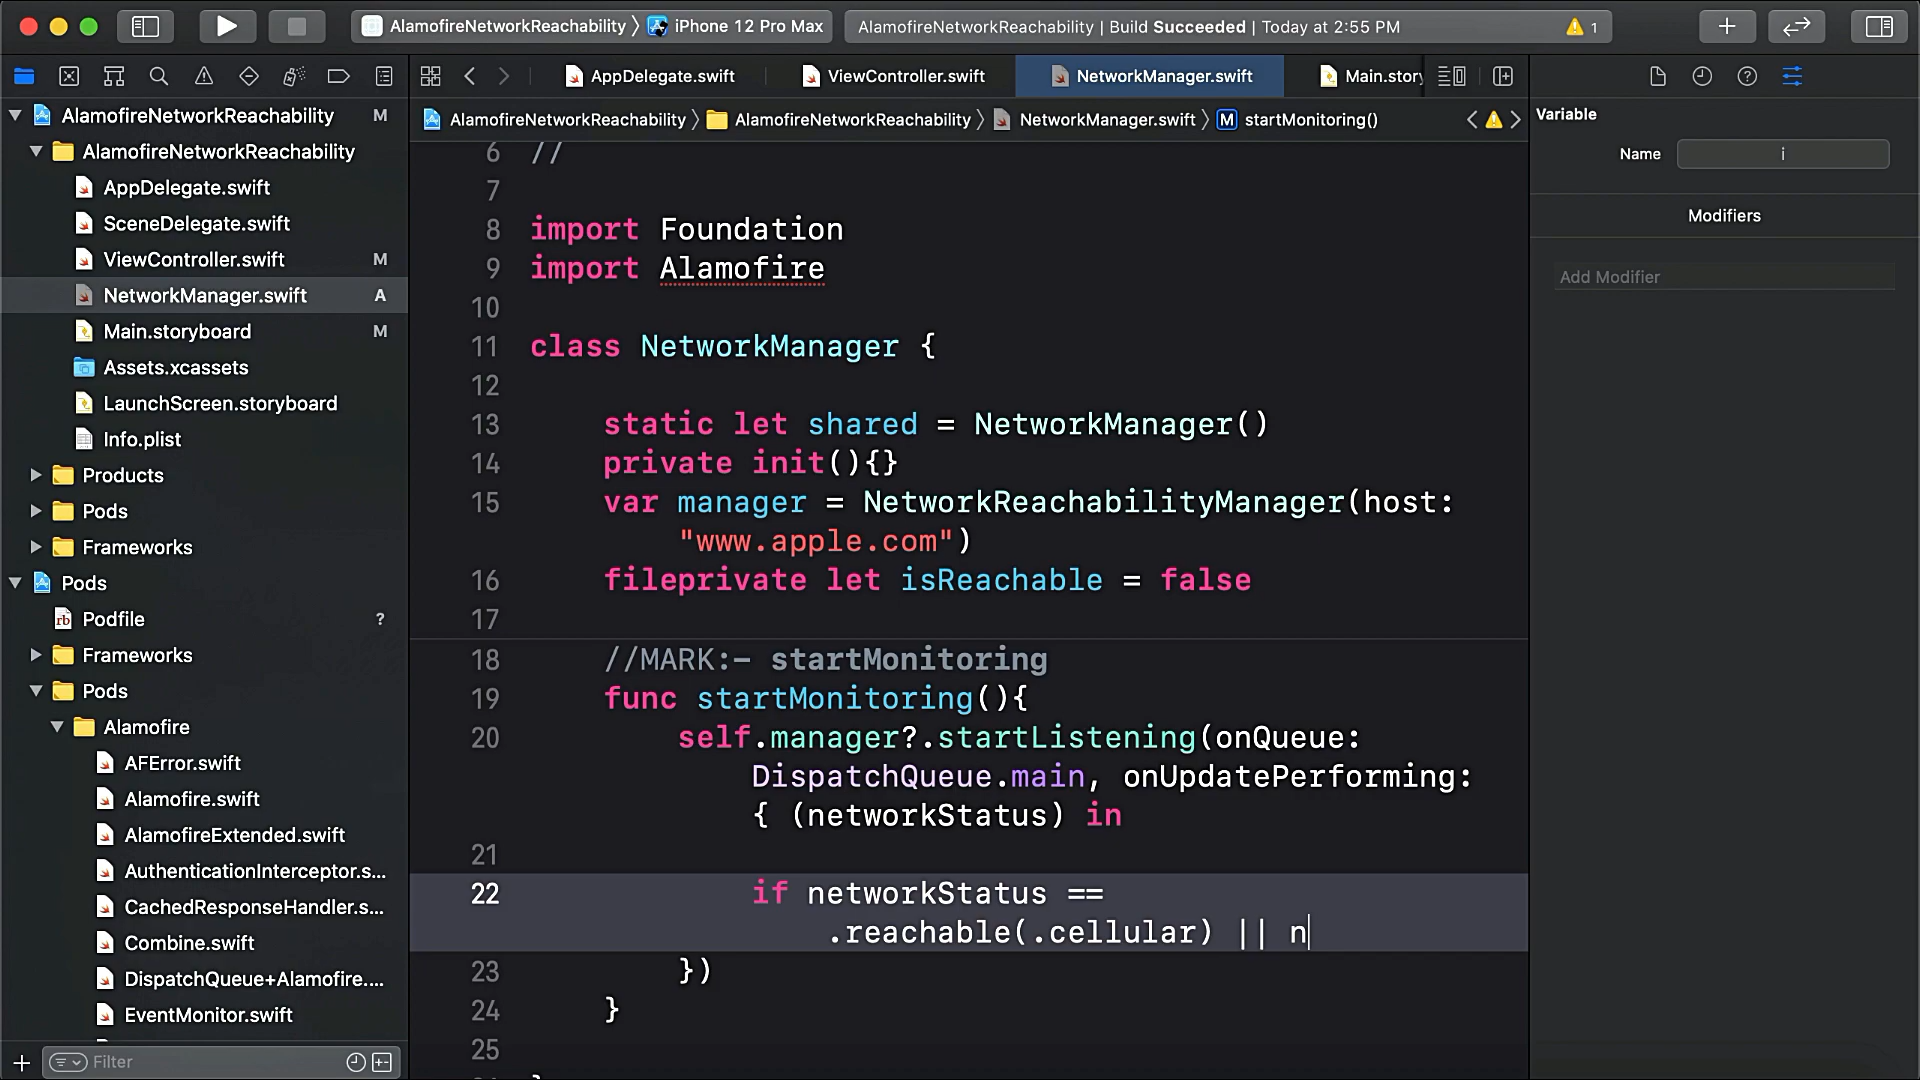 AlamofireNetworkReachability 〉 iPhone 12 Pro Max
AlamofireNetworkReachability | Build Succeeded | Today at 2:55 PM
1
AppDelegate.swift
ViewController.swift
NetworkManager.swift
Main.story
AlamofireNetworkReachability 〉 AlamofireNetworkReachability 〉 NetworkManager.swift 〉 M startMonitoring()
AlamofireNetworkReachability M
AlamofireNetworkReachability
AppDelegate.swift
SceneDelegate.swift
ViewController.swift M
NetworkManager.swift A
Main.storyboard M
Assets.xcassets
LaunchScreen.storyboard
Info.plist
Products
Pods
Frameworks
Pods
rb Podfile ?
Frameworks
Pods
Alamofire
AFError.swift
Alamofire.swift
AlamofireExtended.swift
AuthenticationInterceptor.s...
CachedResponseHandler.s...
Combine.swift
DispatchQueue+Alamofire....
EventMonitor.swift
Filter
6 //
7
8 import Foundation
9 import Alamofire
10
11 class NetworkManager {
12
13 static let shared = NetworkManager()
14 private init(){}
15 var manager = NetworkReachabilityManager(host:
"www.apple.com")
16 fileprivate let isReachable = false
17
18 //MARK:- startMonitoring
19 func startMonitoring(){
20 self.manager?.startListening(onQueue:
DispatchQueue.main, onUpdatePerforming:
{ (networkStatus) in
21
22 if networkStatus ==
.reachable(.cellular) || n
23 })
24 }
25
Variable
Name i
Modifiers
Add Modifier